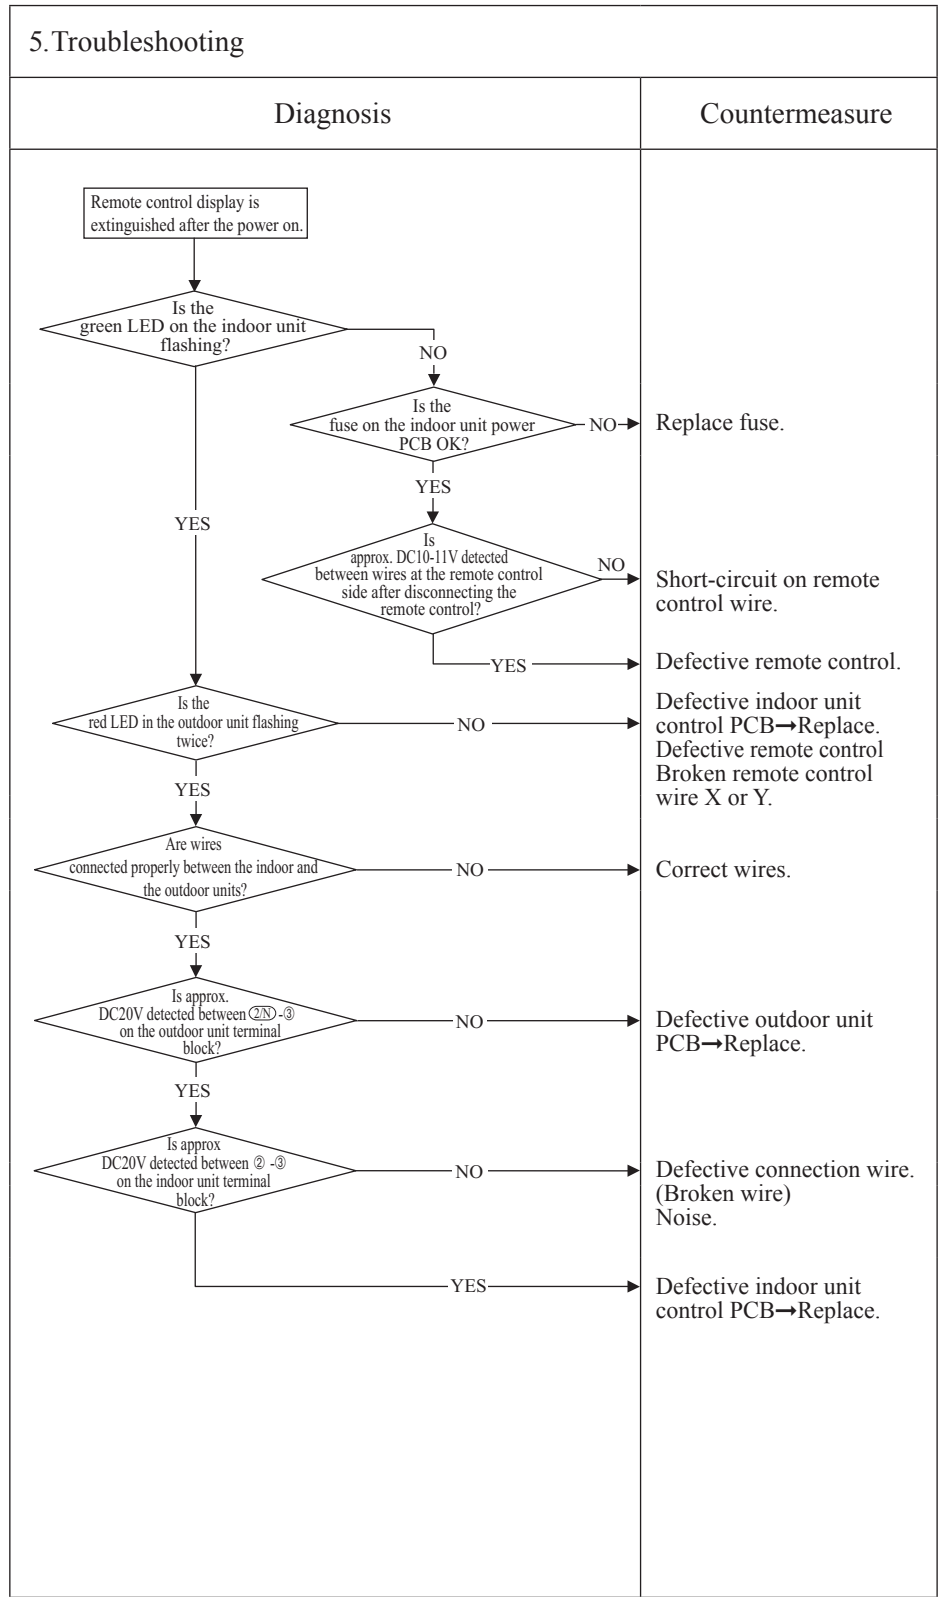 5.Troubleshooting
Diagnosis
Countermeasure
Remote control display is
extinguished after the power on.
Is the
green LED on the indoor unit
flashing?
NO
Is the
fuse on the indoor unit power
PCB OK?
NO
Replace fuse.
YES
YES
Is
approx. DC10-11V detected
between wires at the remote control
side after disconnecting the
remote control?
NO
Short-circuit on remote
control wire.
YES
Defective remote control.
Is the
red LED in the outdoor unit flashing
twice?
NO
Defective indoor unit
control PCB→Replace.
Defective remote control
Broken remote control
wire X or Y.
YES
Are wires
connected properly between the indoor and
the outdoor units?
NO
Correct wires.
YES
Is approx.
DC20V detected between 2/N -③
on the outdoor unit terminal
block?
NO
Defective outdoor unit
PCB→Replace.
YES
Is approx
DC20V detected between ② -③
on the indoor unit terminal
block?
NO
Defective connection wire.
(Broken wire)
Noise.
YES
Defective indoor unit
control PCB→Replace.